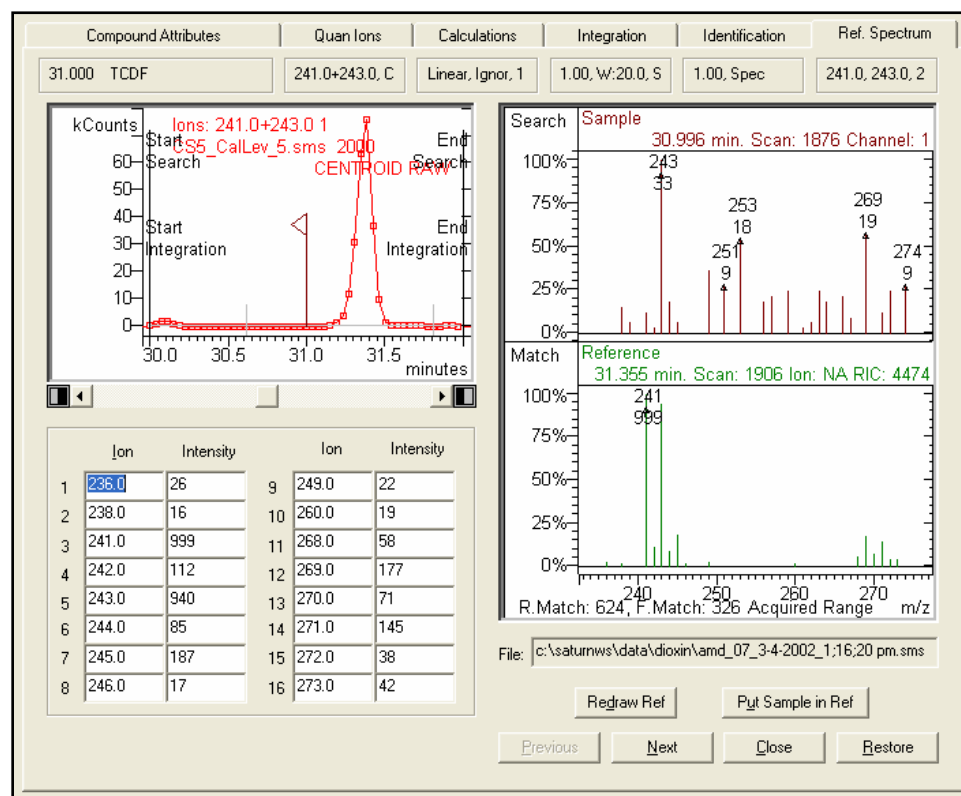 Compound Attributes Quan Ions Calculations Integration Identification Ref. Spectrum
31.000 TCDF 241.0+243.0, C Linear, Ignor, 1 1.00, W:20.0, S 1.00, Spec 241.0, 243.0, 2
kCounts
Ions: 241.0+243.0 1
CS5_CalLev_5.sms 2000
CENTROID RAW
Start Search
End Search
Start Integration
End Integration
60
50
40
30
20
10
0
30.0 30.5 31.0 31.5
minutes
Search Sample
30.996 min. Scan: 1876 Channel: 1
100%
75%
50%
25%
0%
243
33
251
9
253
18
269
19
274
9
Match Reference
31.355 min. Scan: 1906 Ion: NA RIC: 4474
100%
75%
50%
25%
0%
241
999
240 250 260 270
R.Match: 624, F.Match: 326 Acquired Range m/z
Ion Intensity Ion Intensity
1 236.0 26 9 249.0 22
2 238.0 16 10 260.0 19
3 241.0 999 11 268.0 58
4 242.0 112 12 269.0 177
5 243.0 940 13 270.0 71
6 244.0 85 14 271.0 145
7 245.0 187 15 272.0 38
8 246.0 17 16 273.0 42
File: c:\saturnws\data\dioxin\amd_07_3-4-2002_1;16;20 pm.sms
Redraw Ref Put Sample in Ref
Previous Next Close Restore